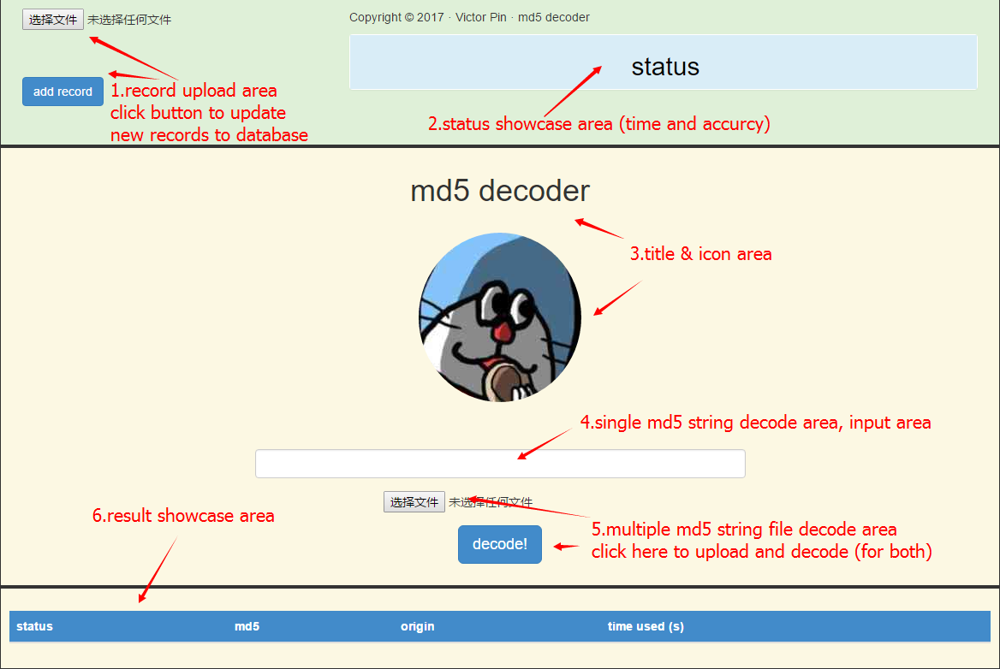 选择文件 未选择任何文件
Copyright © 2017 · Victor Pin · md5 decoder
status
add record
1.record upload area
click button to update
new records to database
2.status showcase area (time and accurcy)
md5 decoder
3.title & icon area
4.single md5 string decode area, input area
选择文件 未选择任何文件
6.result showcase area
5.multiple md5 string file decode area
click here to upload and decode (for both)
decode!
status md5 origin time used (s)